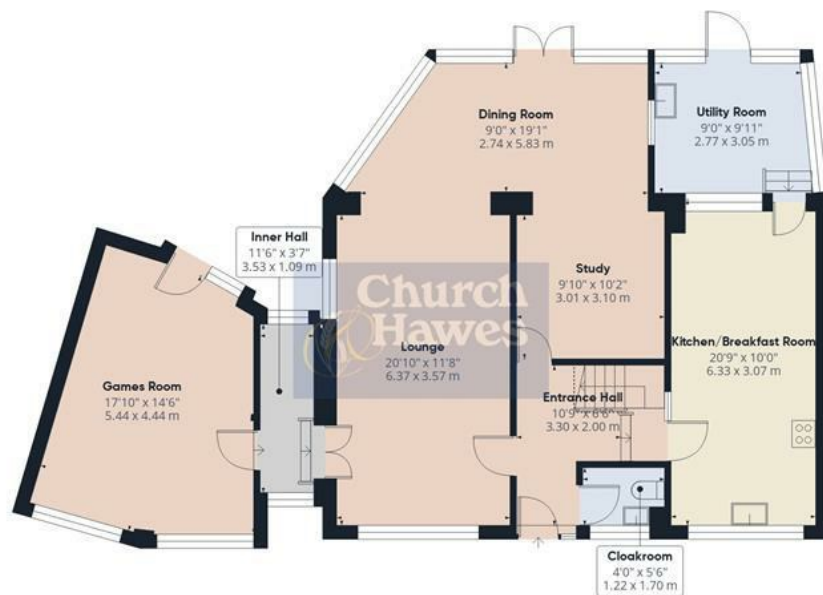 Dining Room
9'0" x 19'1"
2.74 x 5.83 m
Utility Room
9'0" x 9'11"
2.77 x 3.05 m
Inner Hall
11'6" x 3'7"
3.53 x 1.09 m
Study
9'10" x 10'2"
3.01 x 3.10 m
Church
Hawes
Lounge
20'10" x 11'8"
6.37 x 3.57 m
Kitchen/Breakfast Room
20'9" x 10'0"
6.33 x 3.07 m
Games Room
17'10" x 14'6"
5.44 x 4.44 m
Entrance Hall
10'9" x 6'6"
3.30 x 2.00 m
Cloakroom
4'0" x 5'6"
1.22 x 1.70 m